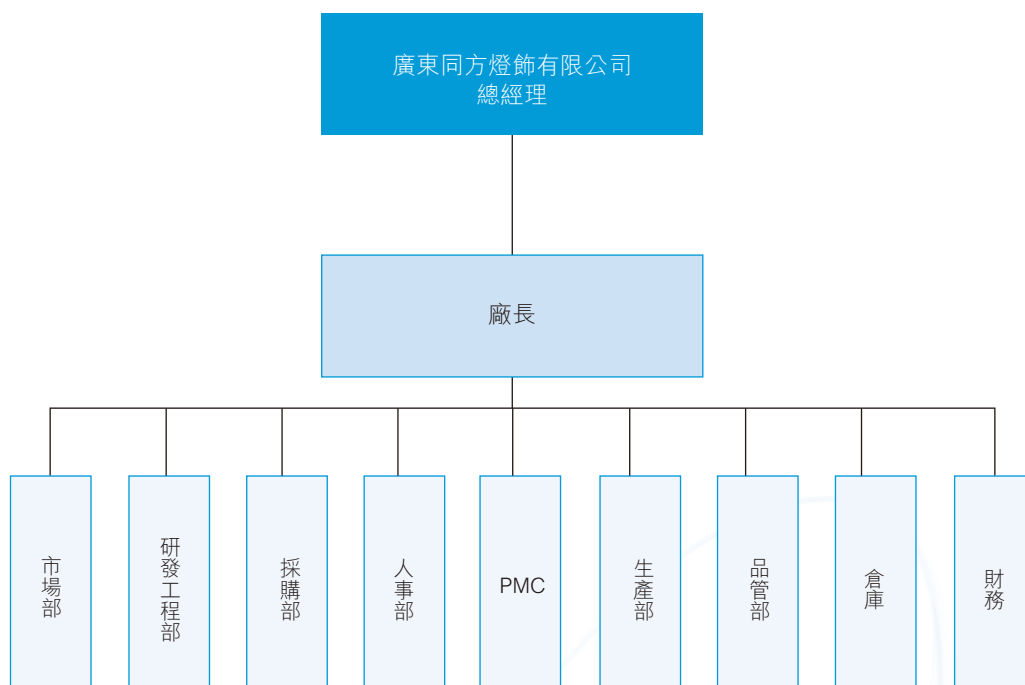 廣東同方燈飾有限公司
總經理
廠長
市場部
研發工程部
採購部
人事部
PMC
生產部
品管部
倉庫
財務